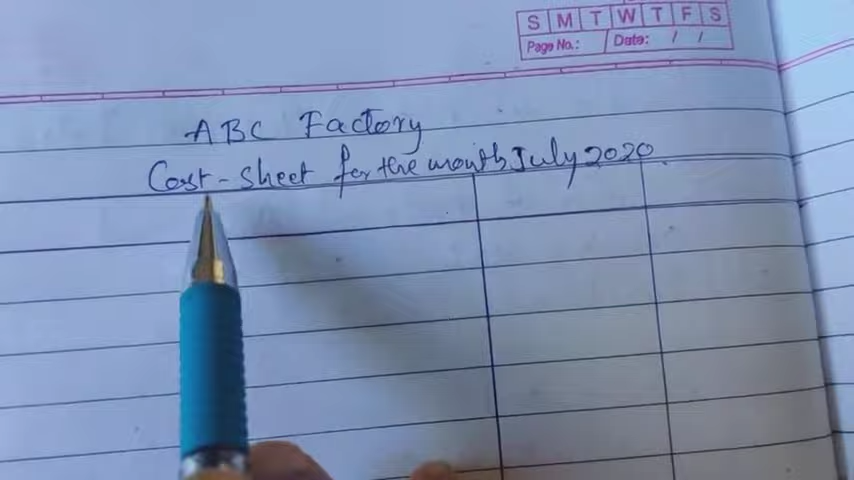 S M T W T F S
Page No.: Date: / /
ABC Factory
Cost-sheet for the month July 2020.